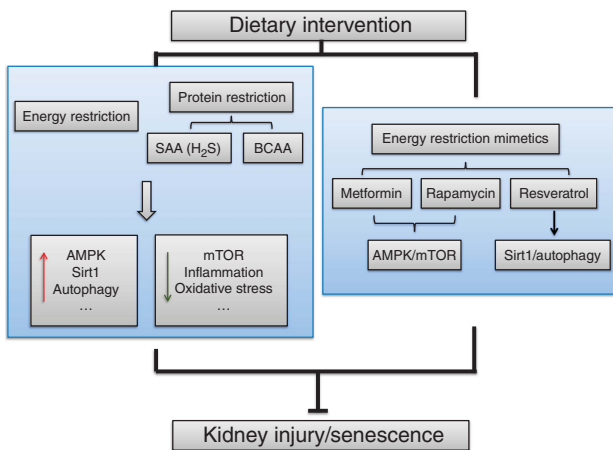 Dietary intervention
Energy restriction
Protein restriction
SAA (H₂S)
BCAA
AMPK
Sirt1
Autophagy
...
mTOR
Inflammation
Oxidative stress
...
Energy restriction mimetics
Metformin
Rapamycin
Resveratrol
AMPK/mTOR
Sirt1/autophagy
Kidney injury/senescence